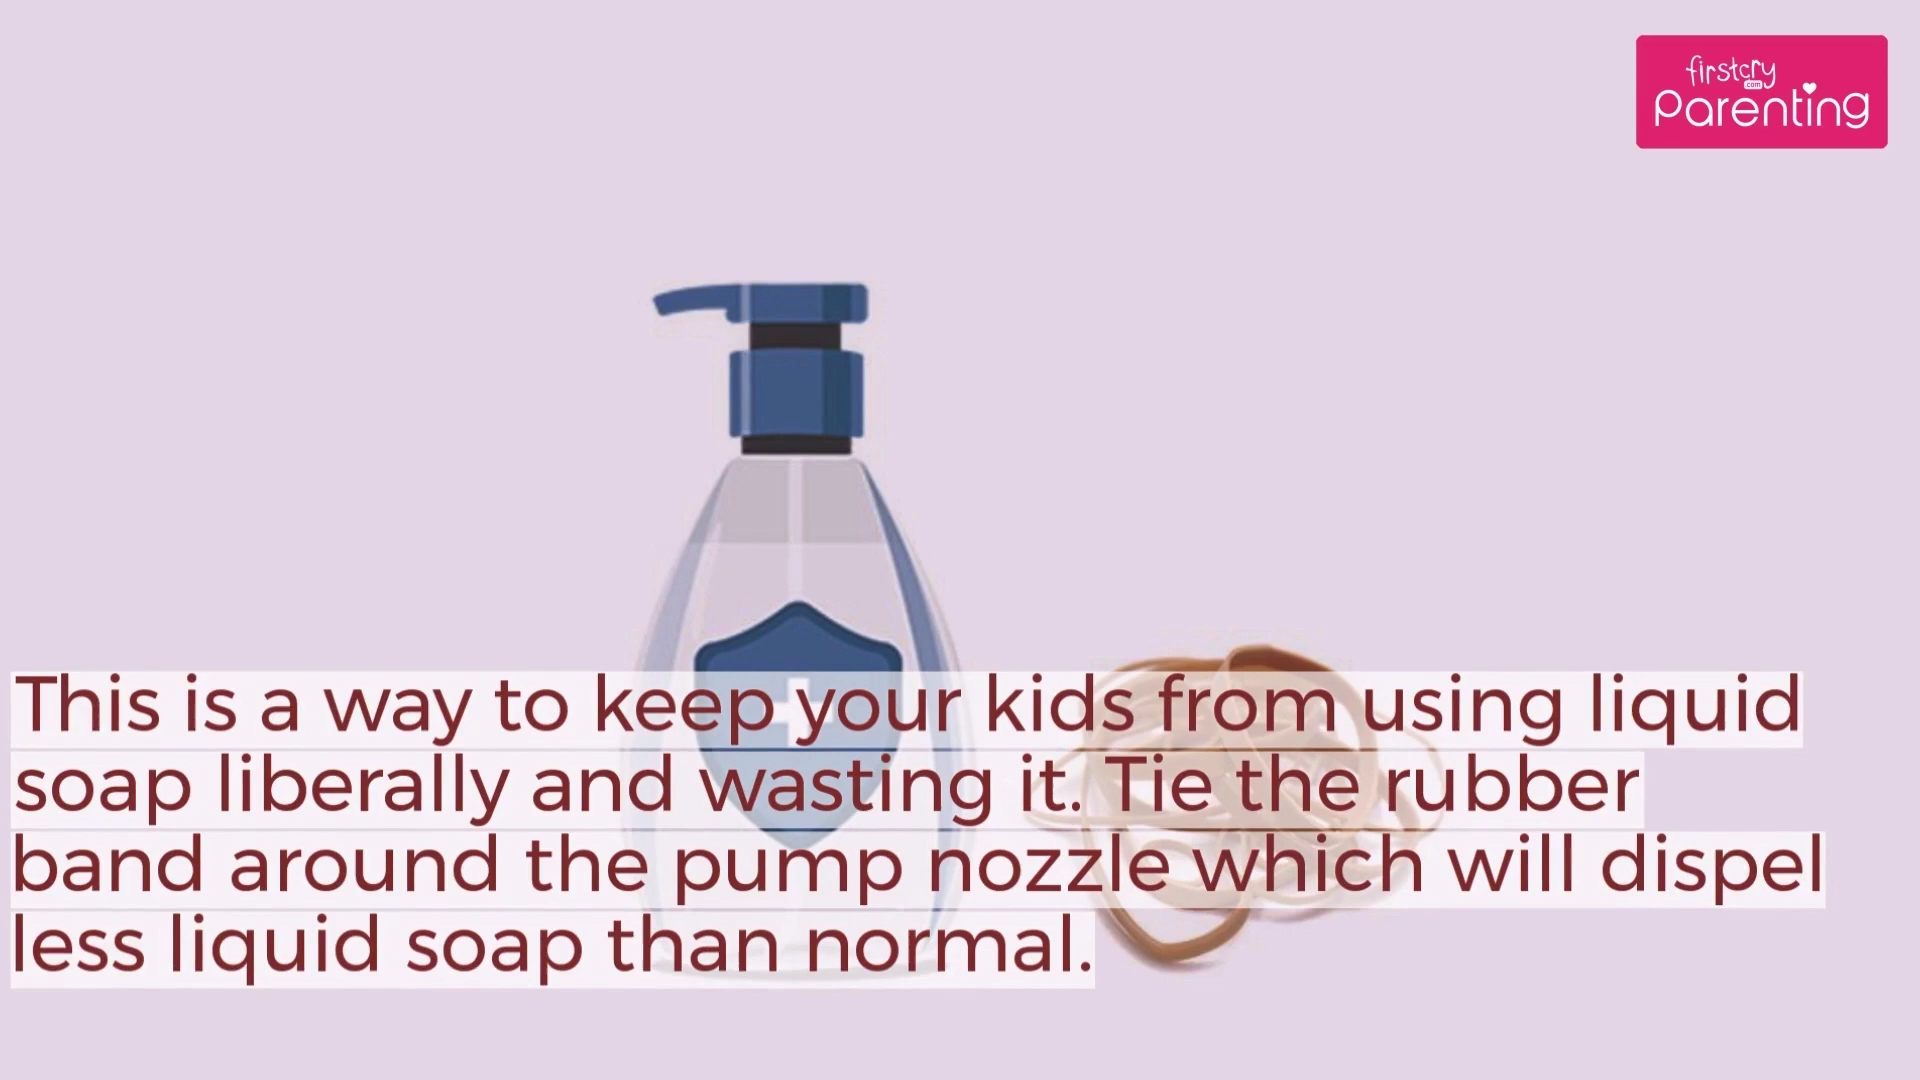 firstcry
.com
Parenting
This is a way to keep your kids from using liquid
soap liberally and wasting it. Tie the rubber
band around the pump nozzle which will dispel
less liquid soap than normal.